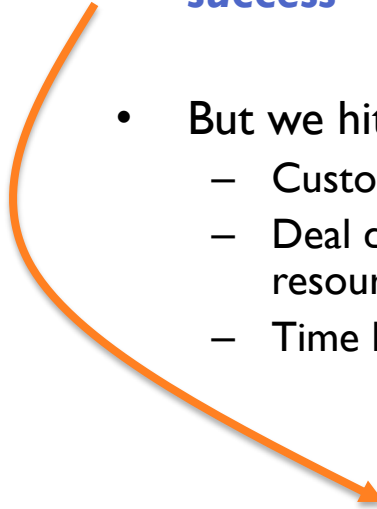 success
• But we hit
– Custo
– Deal
resour
– Time